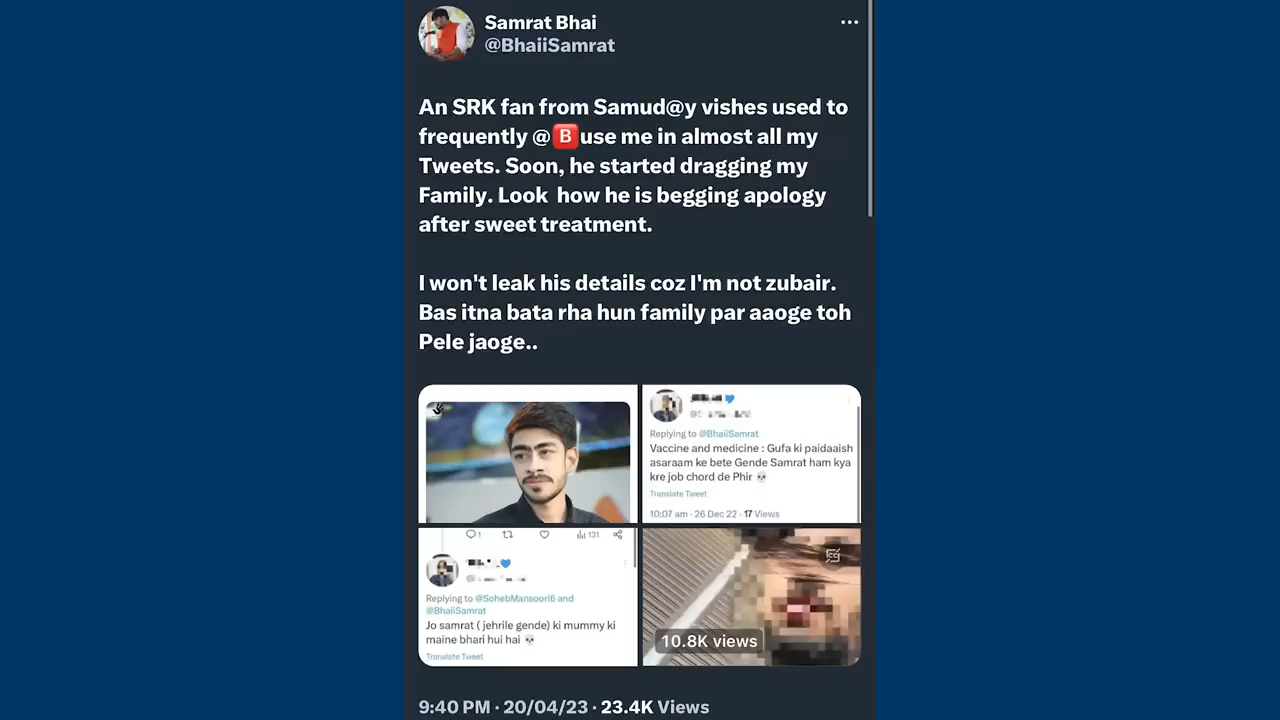 Samrat Bhai
@BhaiiSamrat
An SRK fan from Samud@y vishes used to
frequently @🅱️use me in almost all my
Tweets. Soon, he started dragging my
Family. Look how he is begging apology
after sweet treatment.
I won't leak his details coz I'm not zubair.
Bas itna bata rha hun family par aaoge toh
Pele jaoge..
Replying to @BhaiiSamrat
Vaccine and medicine : Gufa ki paidaaish
asaraam ke bete Gende Samrat ham kya
kre job chord de Phir 💀
Translate Tweet
10:07 am · 26 Dec 22 · 17 Views
1
131
Replying to @SohebMansoori6 and
@BhaiiSamrat
Jo samrat ( jehrile gende) ki mummy ki
maine bhari hui hai 💀
Translate Tweet
10.8K views
9:40 PM · 20/04/23 · 23.4K Views